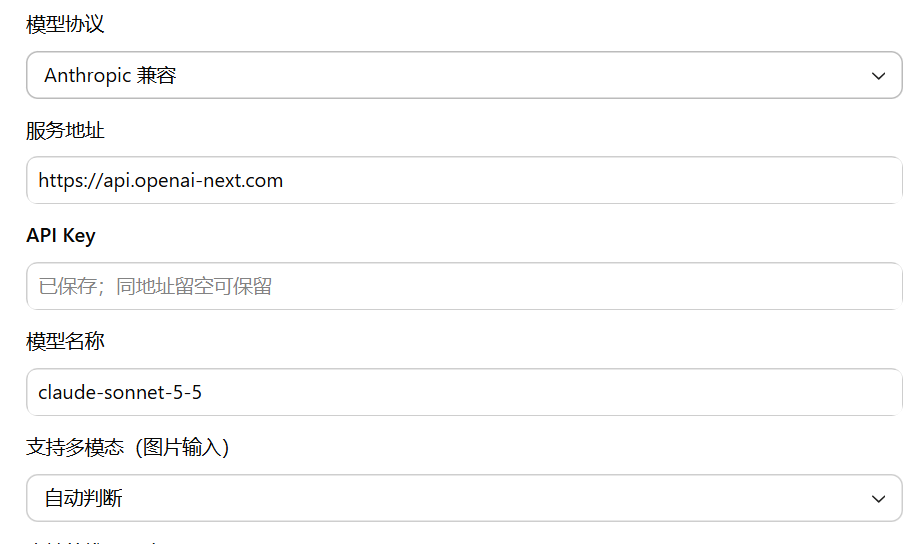 模型协议
Anthropic 兼容
服务地址
https://api.openai-next.com
API Key
已保存；同地址留空可保留
模型名称
claude-sonnet-5-5
支持多模态（图片输入）
自动判断